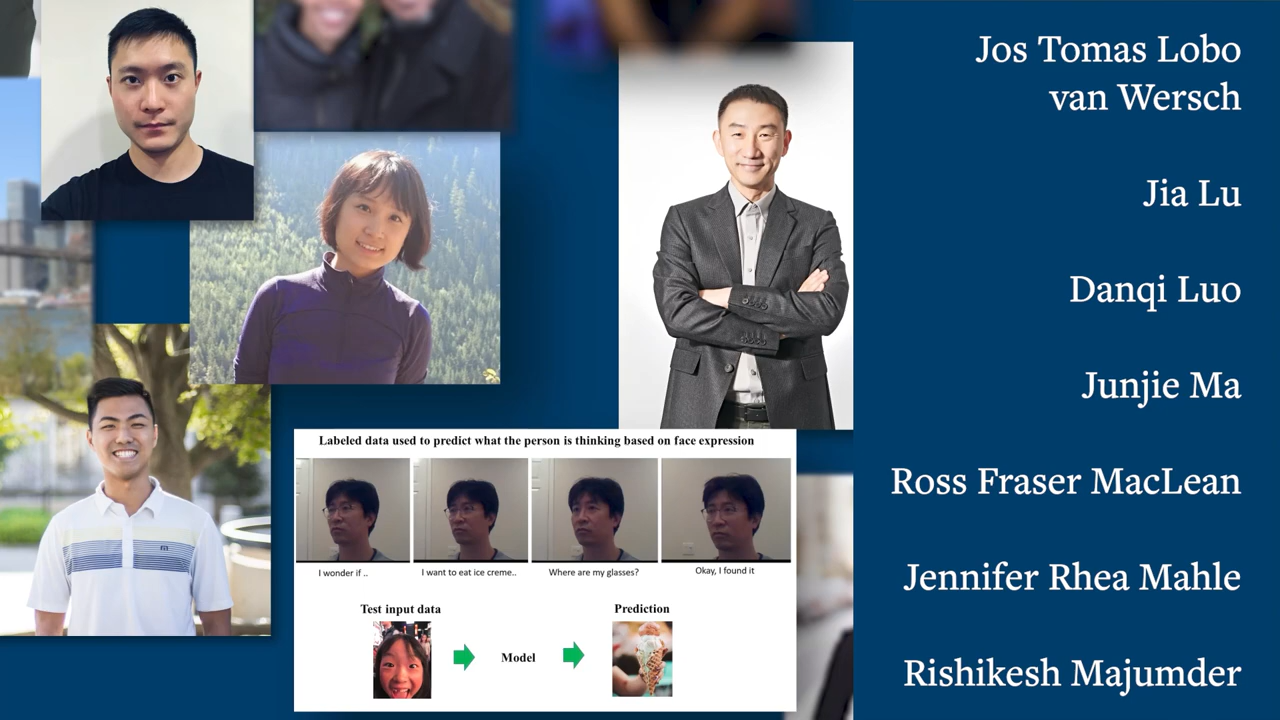 Jos Tomas Lobo
van Wersch
Jia Lu
Danqi Luo
Junjie Ma
Ross Fraser MacLean
Jennifer Rhea Mahle
Rishikesh Majumder
Labeled data used to predict what the person is thinking based on face expression
I wonder if ..
I want to eat ice creme..
Where are my glasses?
Okay, I found it
Test input data
Prediction
Model